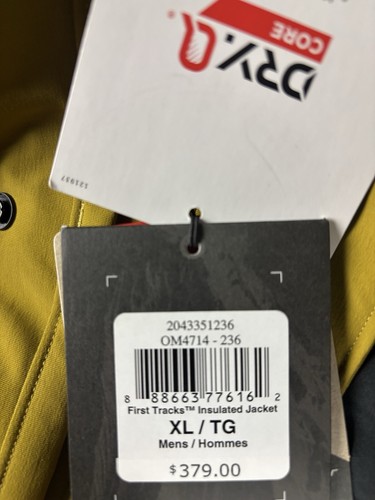 CORE
DRY.Q
121937
2043351236
OM4714 - 236
8 88663 77616 2
First Tracks™ Insulated Jacket
XL / TG
Mens / Hommes
$379.00